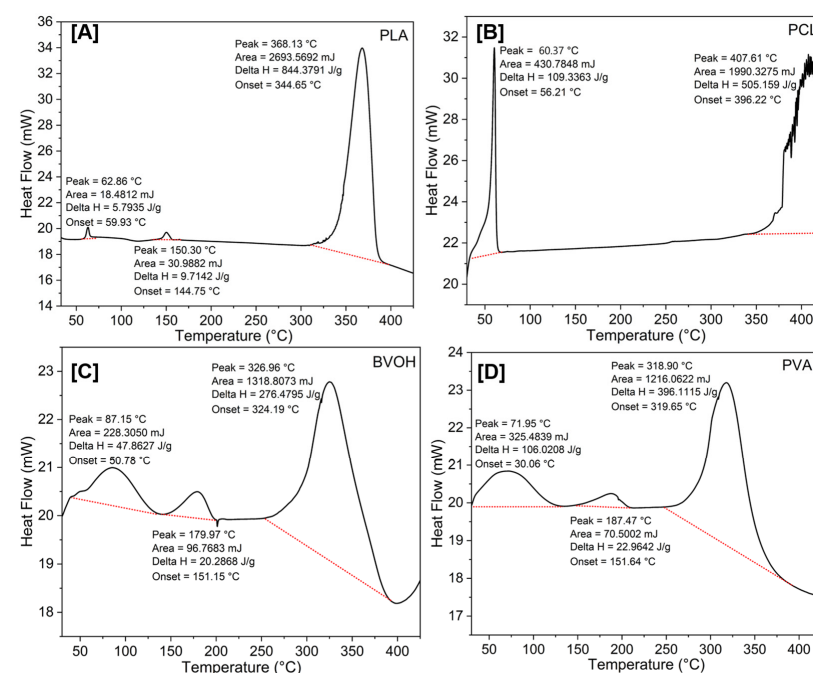 [A]
PLA
Peak = 368.13 °C
Area = 2693.5692 mJ
Delta H = 844.3791 J/g
Onset = 344.65 °C
Peak = 62.86 °C
Area = 18.4812 mJ
Delta H = 5.7935 J/g
Onset = 59.93 °C
Peak = 150.30 °C
Area = 30.9882 mJ
Delta H = 9.7142 J/g
Onset = 144.75 °C
Heat Flow (mW)
36
34
32
30
28
26
24
22
20
18
16
14
50 100 150 200 250 300 350 400
Temperature (°C)
[B]
PCL
Peak = 60.37 °C
Area = 430.7848 mJ
Delta H = 109.3363 J/g
Onset = 56.21 °C
Peak = 407.61 °C
Area = 1990.3275 mJ
Delta H = 505.159 J/g
Onset = 396.22 °C
Heat Flow (mW)
32
30
28
26
24
22
20
50 100 150 200 250 300 350 400
Temperature (°C)
[C]
BVOH
Peak = 326.96 °C
Area = 1318.8073 mJ
Delta H = 276.4795 J/g
Onset = 324.19 °C
Peak = 87.15 °C
Area = 228.3050 mJ
Delta H = 47.8627 J/g
Onset = 50.78 °C
Peak = 179.97 °C
Area = 96.7683 mJ
Delta H = 20.2868 J/g
Onset = 151.15 °C
Heat Flow (mW)
23
22
21
20
19
18
50 100 150 200 250 300 350 400
Temperature (°C)
[D]
PVA
Peak = 318.90 °C
Area = 1216.0622 mJ
Delta H = 396.1115 J/g
Onset = 319.65 °C
Peak = 71.95 °C
Area = 325.4839 mJ
Delta H = 106.0208 J/g
Onset = 30.06 °C
Peak = 187.47 °C
Area = 70.5002 mJ
Delta H = 22.9642 J/g
Onset = 151.64 °C
Heat Flow (mW)
24
23
22
21
20
19
18
17
50 100 150 200 250 300 350 400
Temperature (°C)